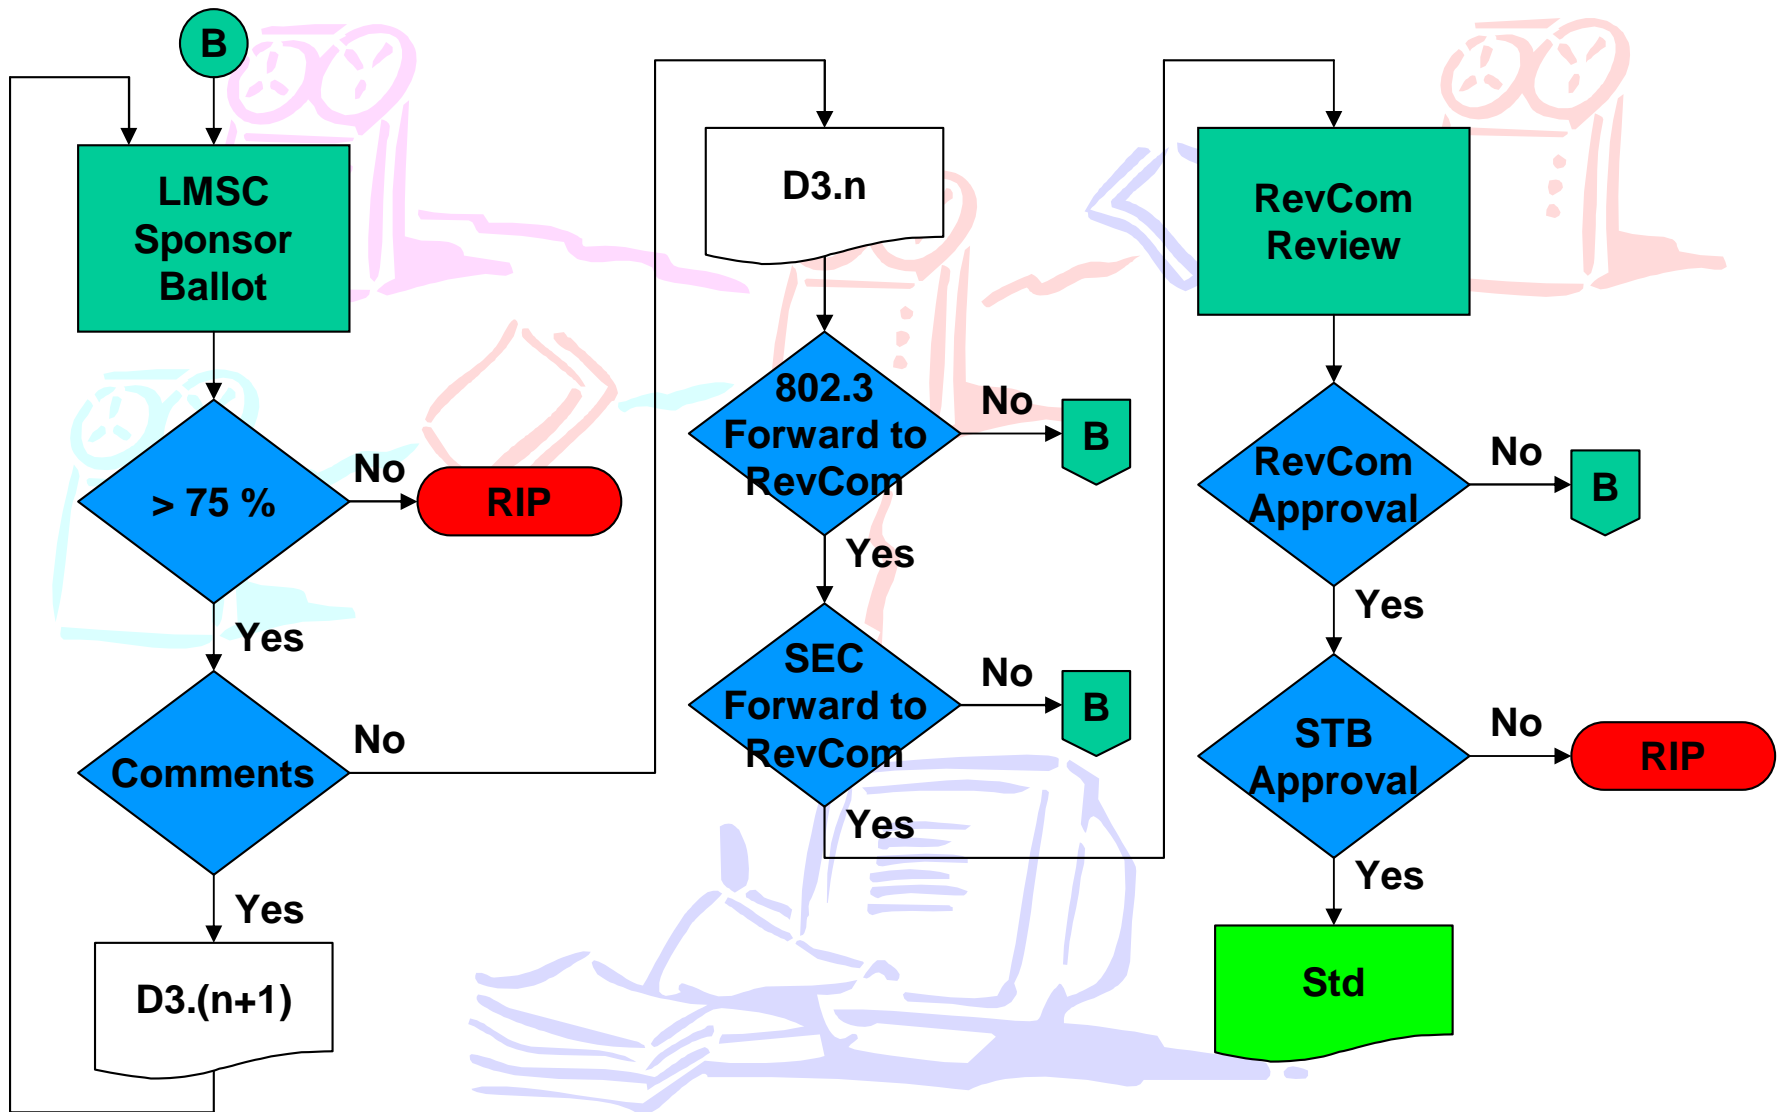 B
LMSC
Sponsor
Ballot
> 75 %
No
RIP
Yes
Comments
No
Yes
D3.(n+1)
D3.n
802.3
Forward to
RevCom
No
B
Yes
SEC
Forward to
RevCom
No
B
Yes
RevCom
Review
RevCom
Approval
No
B
Yes
STB
Approval
No
RIP
Yes
Std